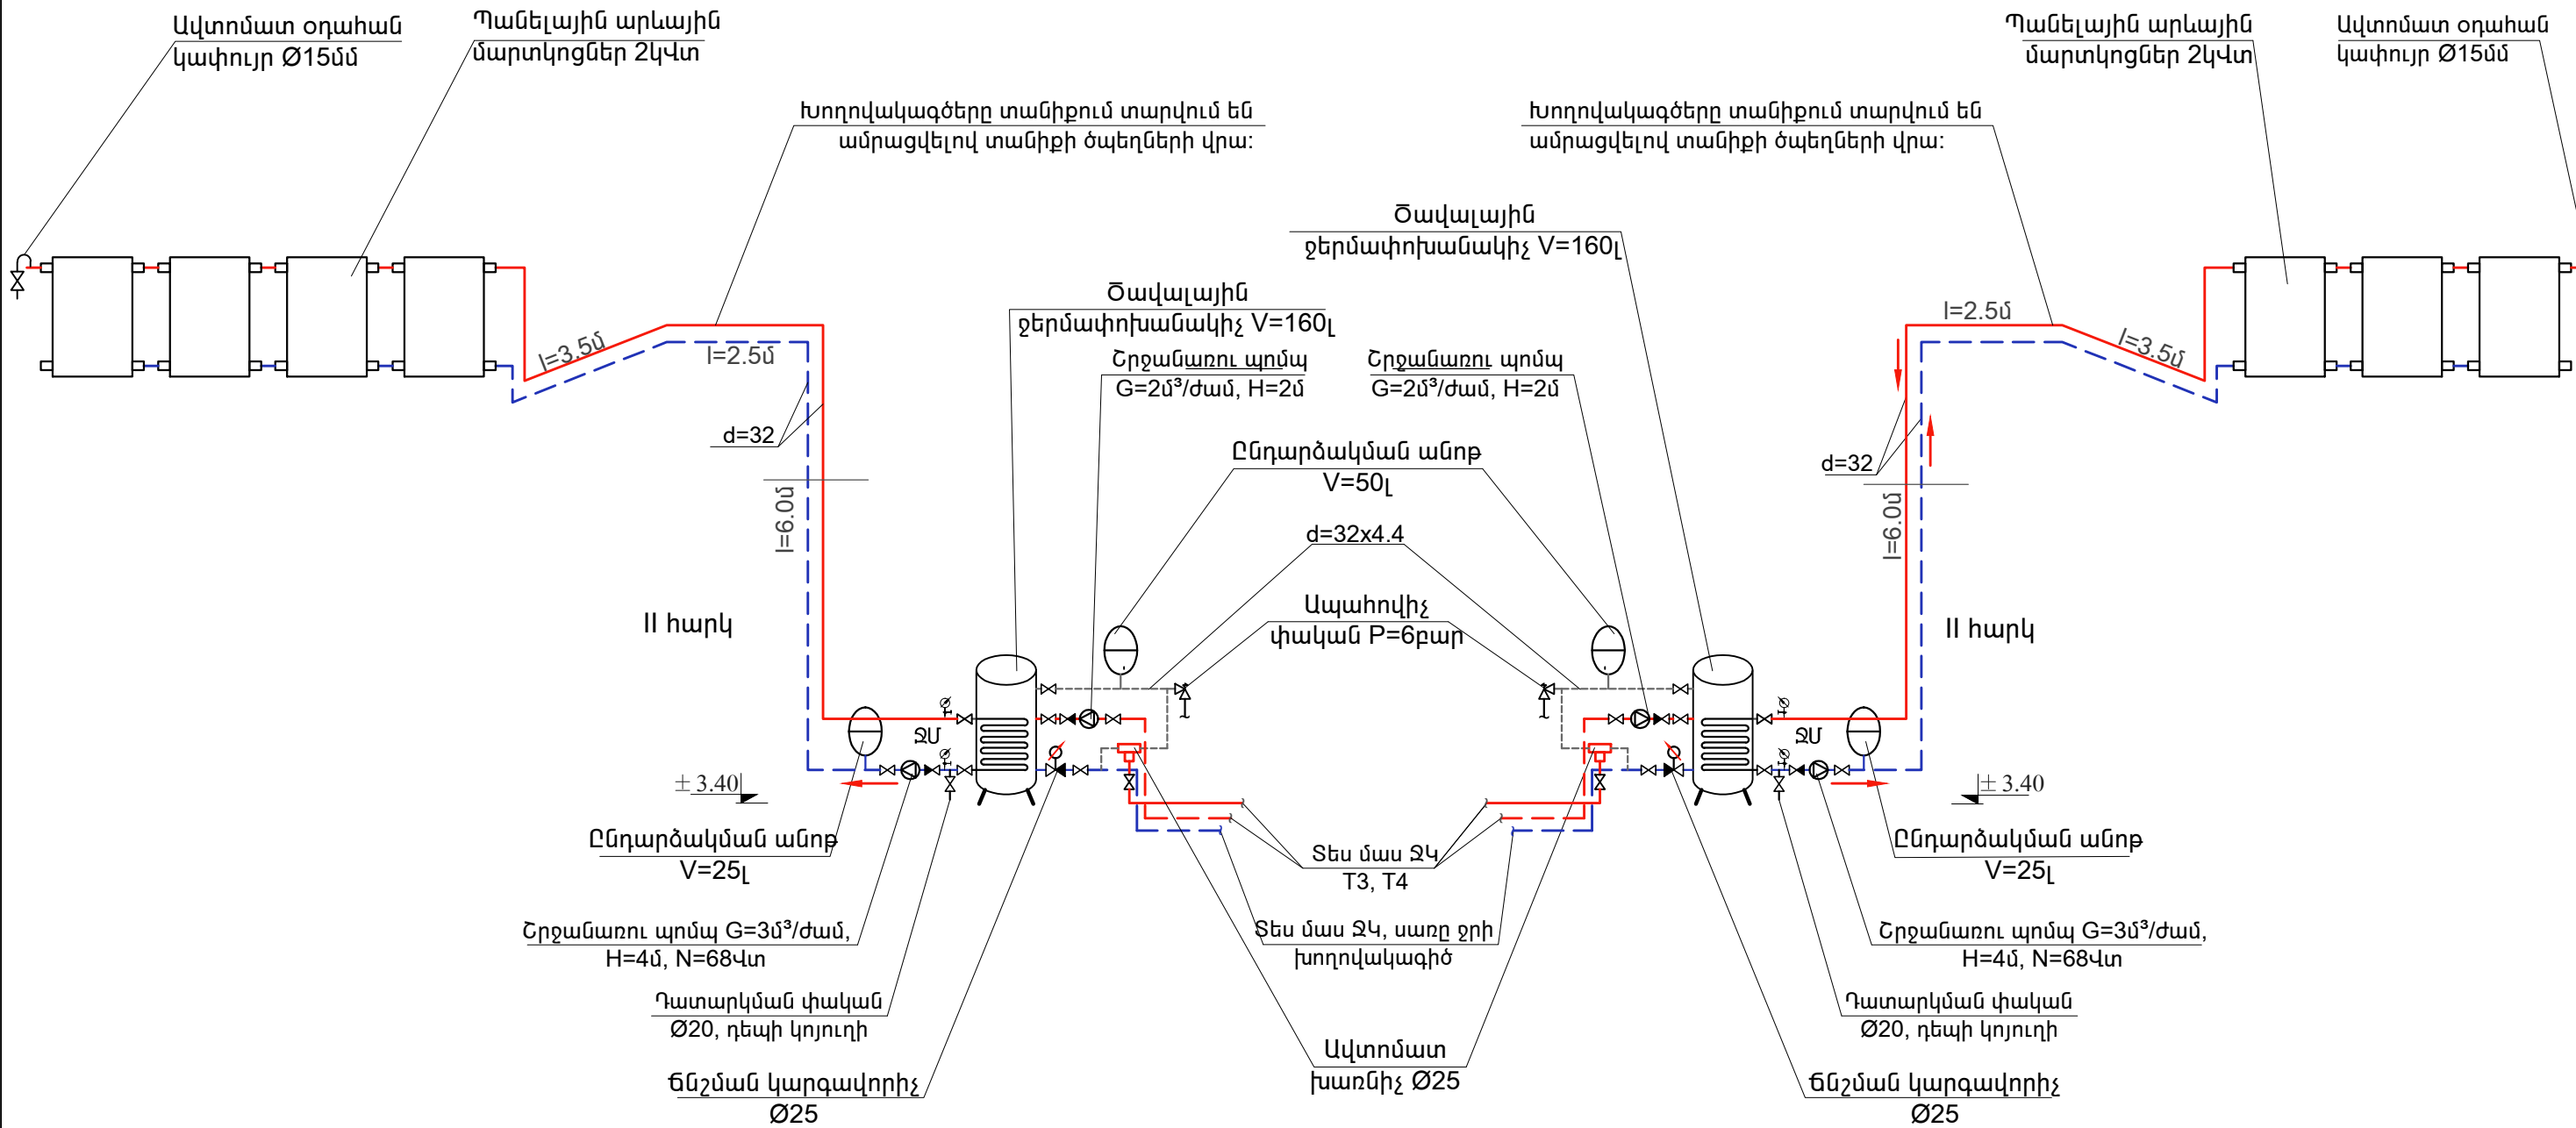 Ավտոմատ օդահան
կափույր Ø15մմ
Պանելային արևային
մարտկոցներ 2կՎտ
Պանելային արևային
մարտկոցներ 2կՎտ
Ավտոմատ օդահան
կափույր Ø15մմ
Խողովակագծերը տանիքում տարվում են
ամրացվելով տանիքի ծպեղների վրա:
Խողովակագծերը տանիքում տարվում են
ամրացվելով տանիքի ծպեղների վրա:
Ծավալային
ջերմափոխանակիչ V=160լ
Ծավալային
ջերմափոխանակիչ V=160լ
l=3.5մ
l=2.5մ
l=2.5մ
l=3.5մ
Շրջանառու պոմպ
G=2մ³/ժամ, H=2մ
Շրջանառու պոմպ
G=2մ³/ժամ, H=2մ
d=32
d=32
Ընդարձակման անոթ
V=50լ
l=6.0մ
l=6.0մ
d=32x4.4
Ապահովիչ
փական P=6բար
II հարկ
II հարկ
ՋՄ
ՋՄ
± 3.40
± 3.40
Ընդարձակման անոթ
V=25լ
Ընդարձակման անոթ
V=25լ
Տես մաս ՋԿ
T3, T4
Տես մաս ՋԿ, սառը ջրի
խողովակագիծ
Շրջանառու պոմպ G=3մ³/ժամ,
H=4մ, N=68Վտ
Շրջանառու պոմպ G=3մ³/ժամ,
H=4մ, N=68Վտ
Դատարկման փական
Ø20, դեպի կոյուղի
Դատարկման փական
Ø20, դեպի կոյուղի
Ավտոմատ
խառնիչ Ø25
Ճնշման կարգավորիչ
Ø25
Ճնշման կարգավորիչ
Ø25